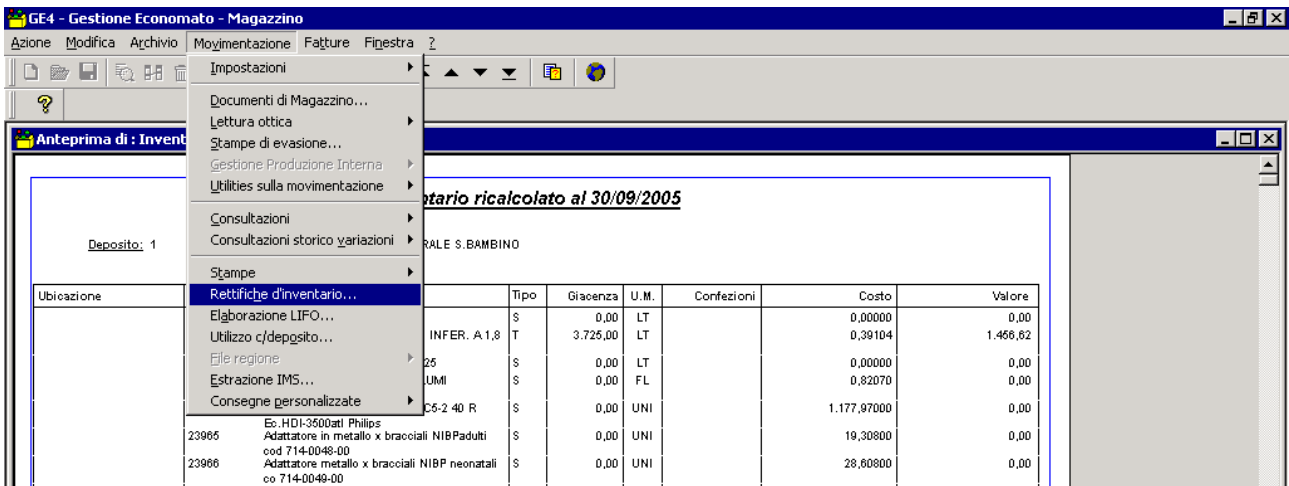 GE4 - Gestione Economato - Magazzino
Azione Modifica Archivio Movimentazione Fatture Finestra ?
Impostazioni
Documenti di Magazzino...
Lettura ottica
Stampe di evasione...
Gestione Produzione Interna
Utilities sulla movimentazione
Consultazioni
Consultazioni storico variazioni
Stampe
Rettifiche d'inventario...
Elaborazione LIFO...
Utilizzo c/deposito...
File regione
Estrazione IMS...
Consegne personalizzate
Anteprima di : Invent
ntario ricalcolato al 30/09/2005
Deposito: 1 RALE S.BAMBINO
Ubicazione Tipo Giacenza U.M. Confezioni Costo Valore
S 0,00 LT 0,00000 0,00
INFER. A 1,8 T 3.725,00 LT 0,39104 1.456,62
25 S 0,00 LT 0,00000 0,00
LUMI S 0,00 FL 0,82070 0,00
C5-2 40 R S 0,00 UNI 1.177,97000 0,00
Ec.HDI-3500atl Philips
23965 Adattatore in metallo x bracciali NIBPadulti S 0,00 UNI 19,30800 0,00
cod 714-0048-00
23966 Adattatore metallo x bracciali NIBP neonatali S 0,00 UNI 28,60800 0,00
co 714-0049-00